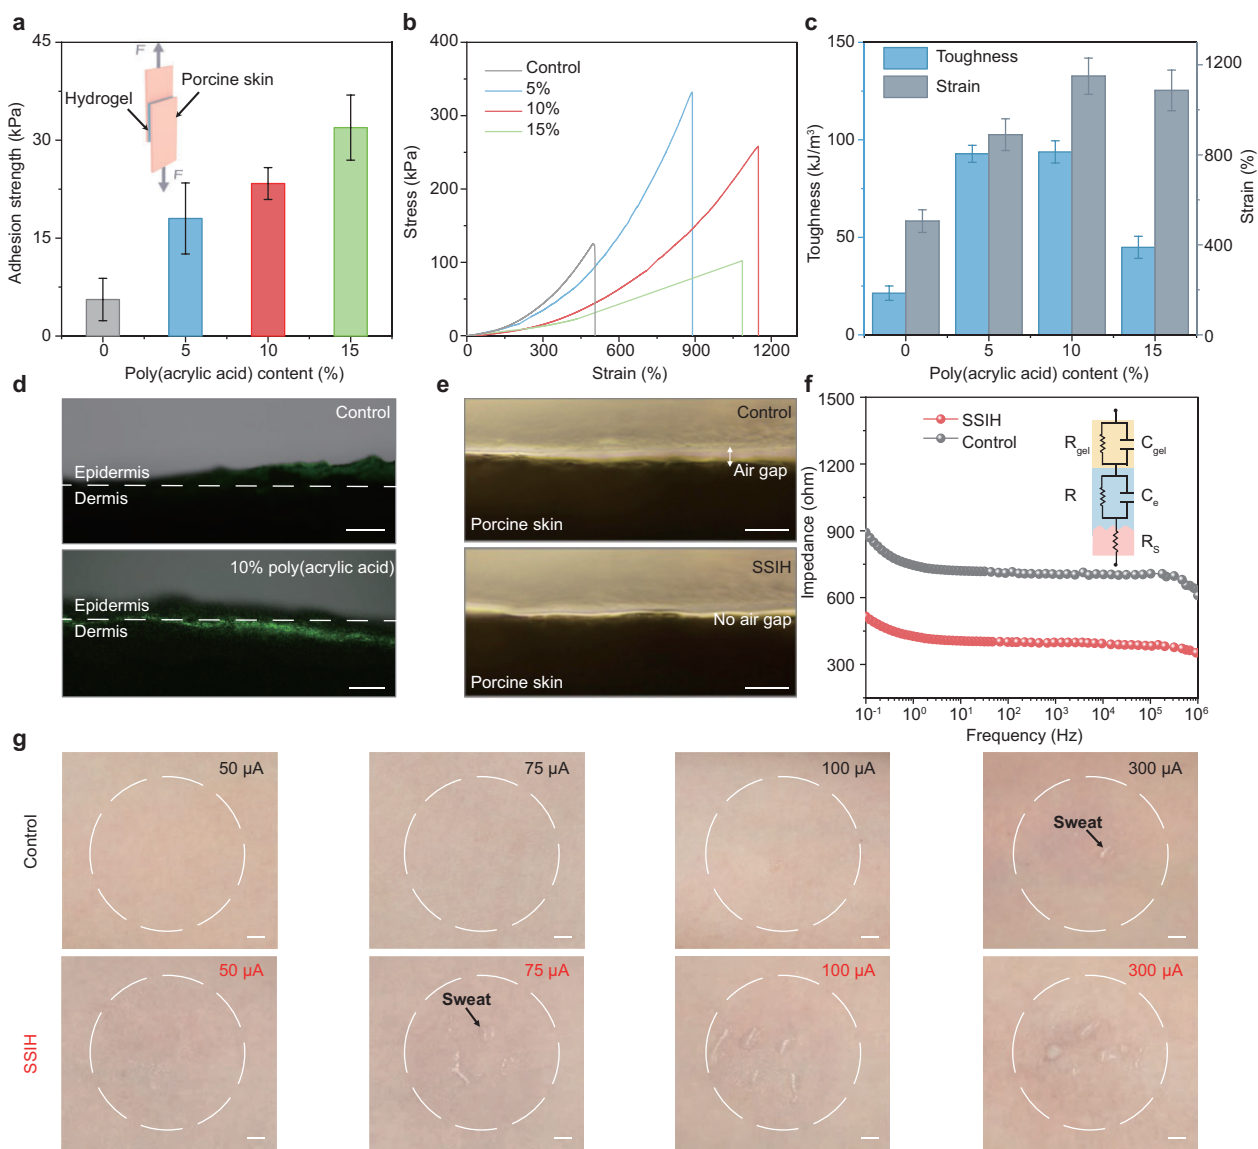 a
45
30
15
0
Adhesion strength (kPa)
F
Hydrogel
Porcine skin
F
0 5 10 15
Poly(acrylic acid) content (%)
b
400
350
300
250
200
150
100
50
0
Stress (kPa)
Control
5%
10%
15%
0 300 600 900 1200
Strain (%)
c
150
100
50
0
Toughness (kJ/m³)
Toughness
Strain
1200
800
400
0
Strain (%)
0 5 10 15
Poly(acrylic acid) content (%)
d
Control
Epidermis
Dermis
10% poly(acrylic acid)
Epidermis
Dermis
e
Control
Air gap
Porcine skin
SSIH
No air gap
Porcine skin
f
1500
1200
900
600
300
Impedance (ohm)
SSIH
Control
R_gel C_gel
R C_e
R_S
10⁻¹ 10⁰ 10¹ 10² 10³ 10⁴ 10⁵ 10⁶
Frequency (Hz)
g
Control
50 µA
75 µA
100 µA
300 µA
Sweat
SSIH
50 µA
75 µA
Sweat
100 µA
300 µA